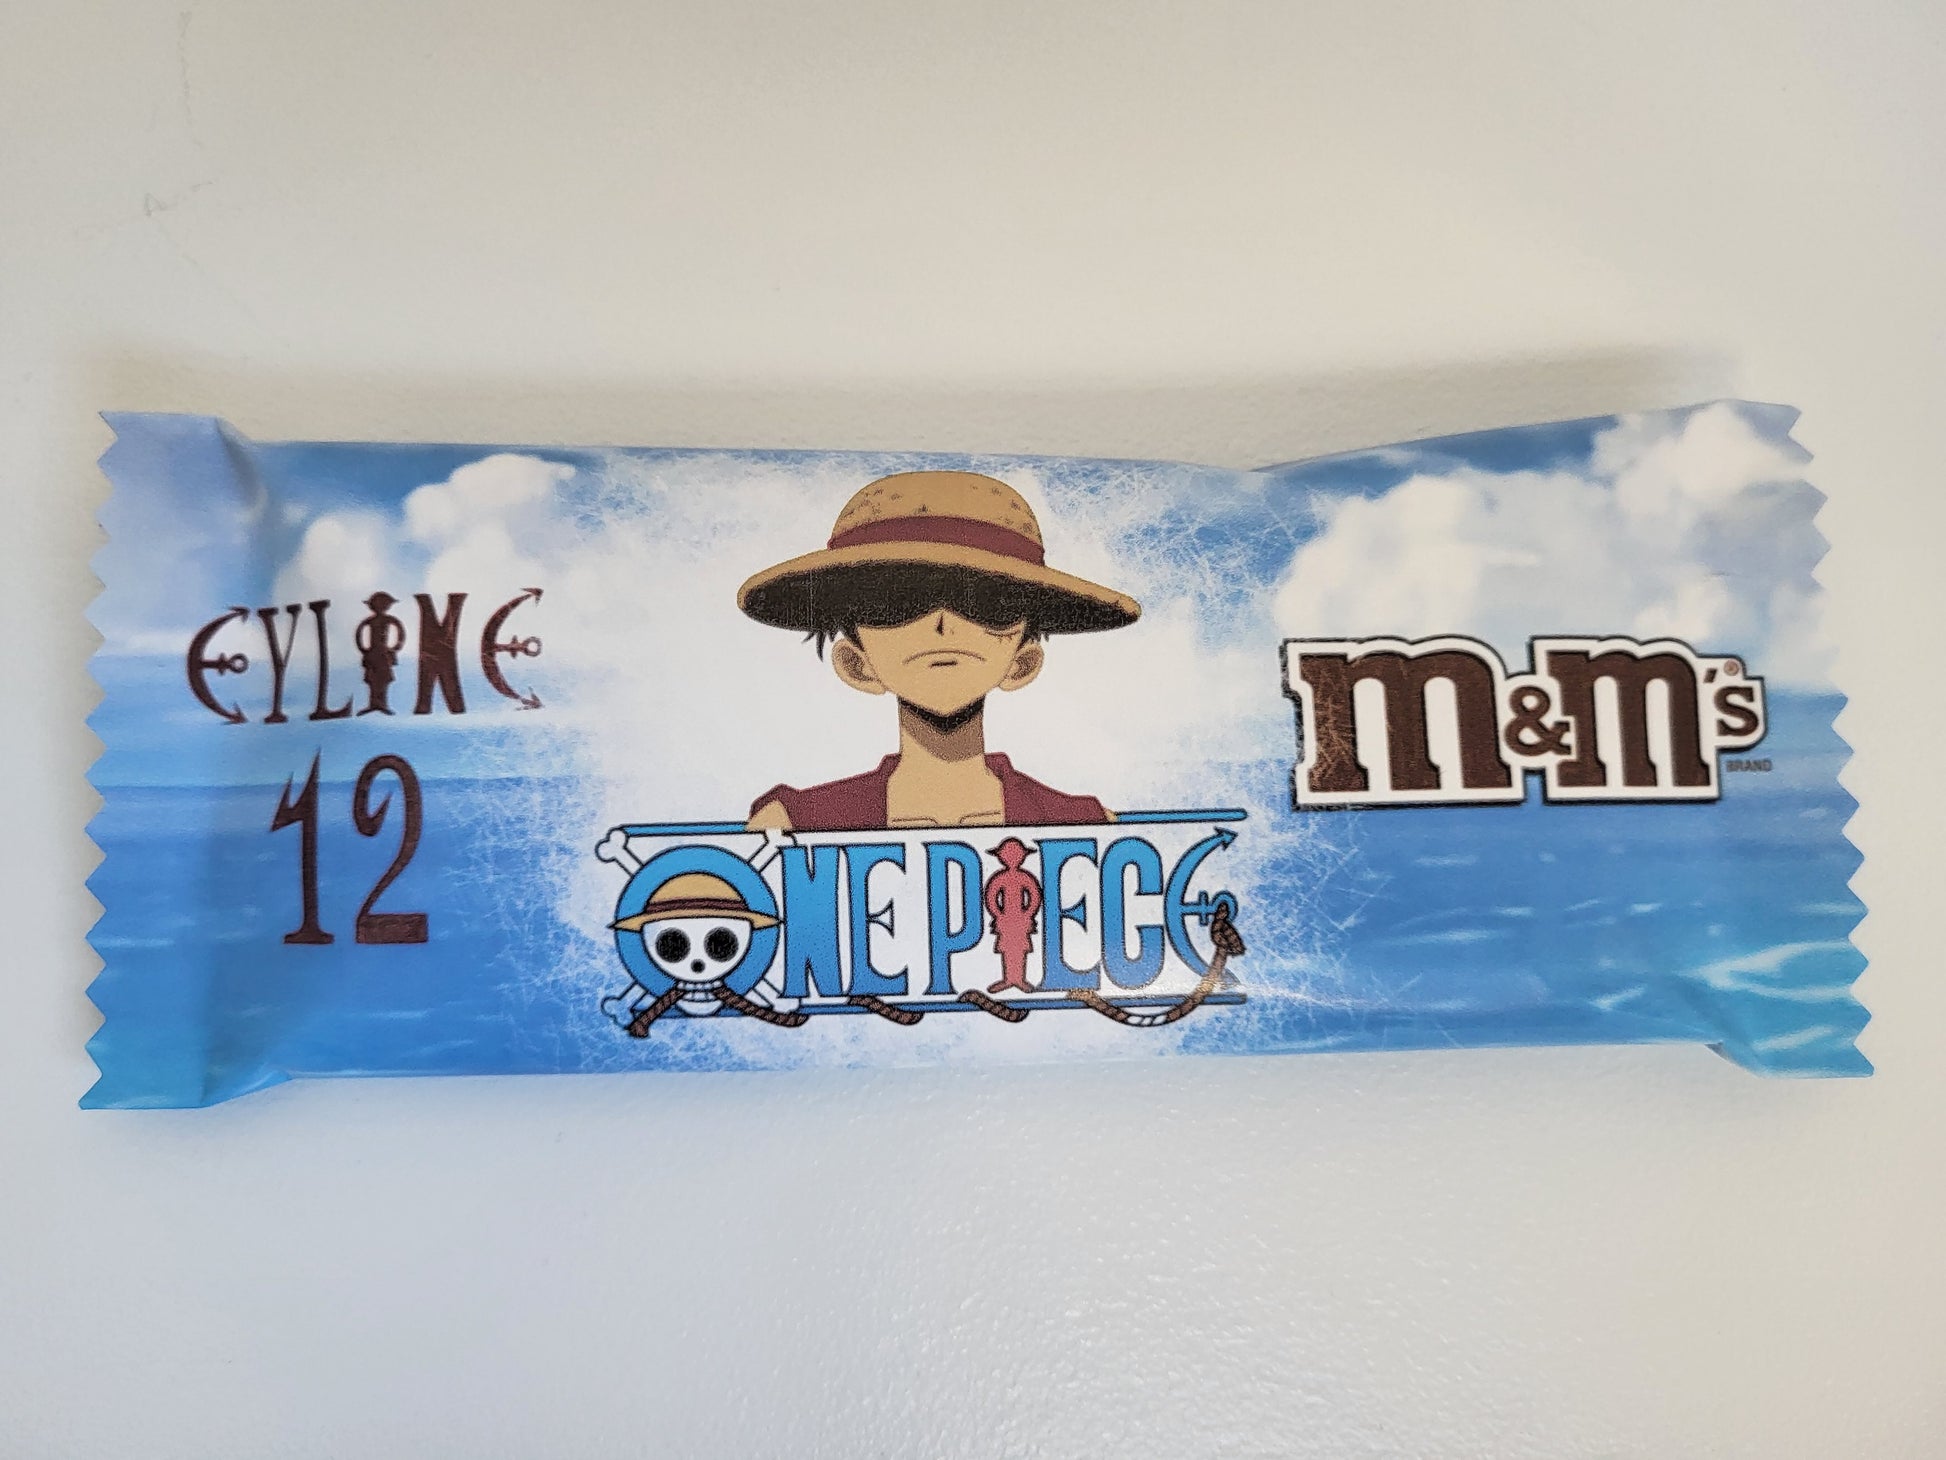 EYLINE
12
ONE PIECE
m&m's®
BRAND